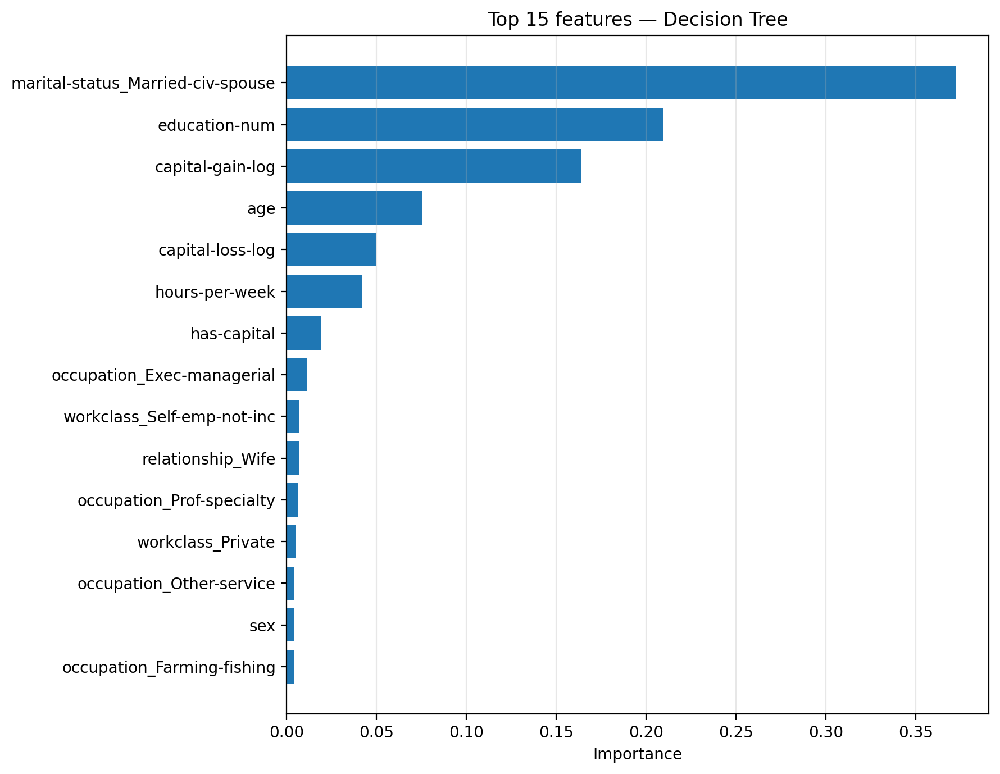 Top 15 features — Decision Tree
marital-status_Married-civ-spouse
education-num
capital-gain-log
age
capital-loss-log
hours-per-week
has-capital
occupation_Exec-managerial
workclass_Self-emp-not-inc
relationship_Wife
occupation_Prof-specialty
workclass_Private
occupation_Other-service
sex
occupation_Farming-fishing
0.00 0.05 0.10 0.15 0.20 0.25 0.30 0.35
Importance